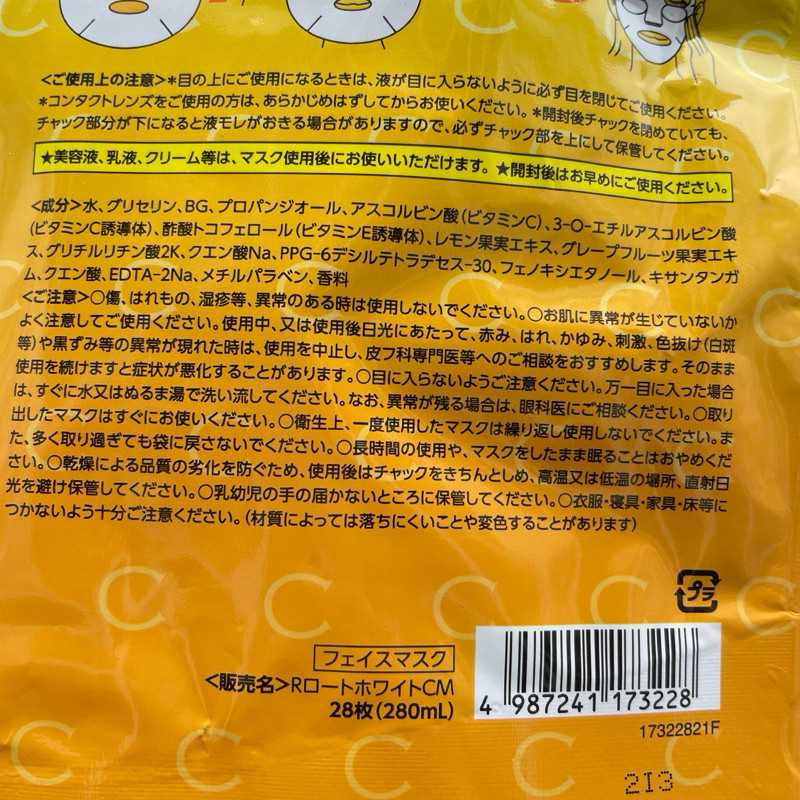 <ご使用上の注意>*目の上にご使用になるときは、液が目に入らないように必ず目を閉じてご使用ください。
*コンタクトレンズをご使用の方は、あらかじめはずしてからお使いください。*開封後チャックを閉めていても、
チャック部分が下になると液モレがおきる場合がありますので、必ずチャック部を上にして保管してください。
★美容液、乳液、クリーム等は、マスク使用後にお使いいただけます。★開封後はお早めにご使用ください。
<成分>水、グリセリン、BG、プロパンジオール、アスコルビン酸(ビタミンC)、3-O-エチルアスコルビン酸
(ビタミンC誘導体)、酢酸トコフェロール(ビタミンE誘導体)、レモン果実エキス、グレープフルーツ果実エキ
ス、グリチルリチン酸2K、クエン酸Na、PPG-6デシルテトラデセス-30、フェノキシエタノール、キサンタンガ
ム、クエン酸、EDTA-2Na、メチルパラベン、香料
<ご注意>○傷、はれもの、湿疹等、異常のある時は使用しないでください。○お肌に異常が生じていないか
よく注意してご使用ください。使用中、又は使用後日光にあたって、赤み、はれ、かゆみ、刺激、色抜け(白斑
等)や黒ずみ等の異常が現れた時は、使用を中止し、皮フ科専門医等へのご相談をおすすめします。そのまま
使用を続けますと症状が悪化することがあります。○目に入らないようご注意ください。万一目に入った場合
は、すぐに水又はぬるま湯で洗い流してください。なお、異常が残る場合は、眼科医にご相談ください。○取り
出したマスクはすぐにお使いください。○衛生上、一度使用したマスクは繰り返し使用しないでください。ま
た、多く取り過ぎても袋に戻さないでください。○長時間の使用や、マスクをしたまま眠ることはおやめくだ
さい。○乾燥による品質の劣化を防ぐため、使用後はチャックをきちんとしめ、高温又は低温の場所、直射日
光を避け保管してください。○乳幼児の手の届かないところに保管してください。○衣服・寝具・家具・床等に
つかないよう十分ご注意ください。(材質によっては落ちにくいことや変色することがあります)
プラ
フェイスマスク
<販売名>RロートホワイトCM
28枚(280mL)
4 987241 173228
17322821F
213